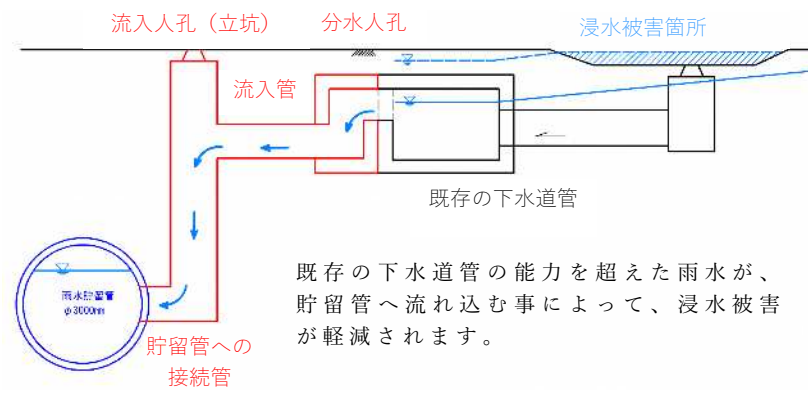 流入人孔（立坑）
分水人孔
浸水被害箇所
流入管
既存の下水道管
既存の下水道管の能力を超えた雨水が、
貯留管へ流れ込む事によって、浸水被害
が軽減されます。
雨水貯留管
φ3000mm
貯留管への
接続管